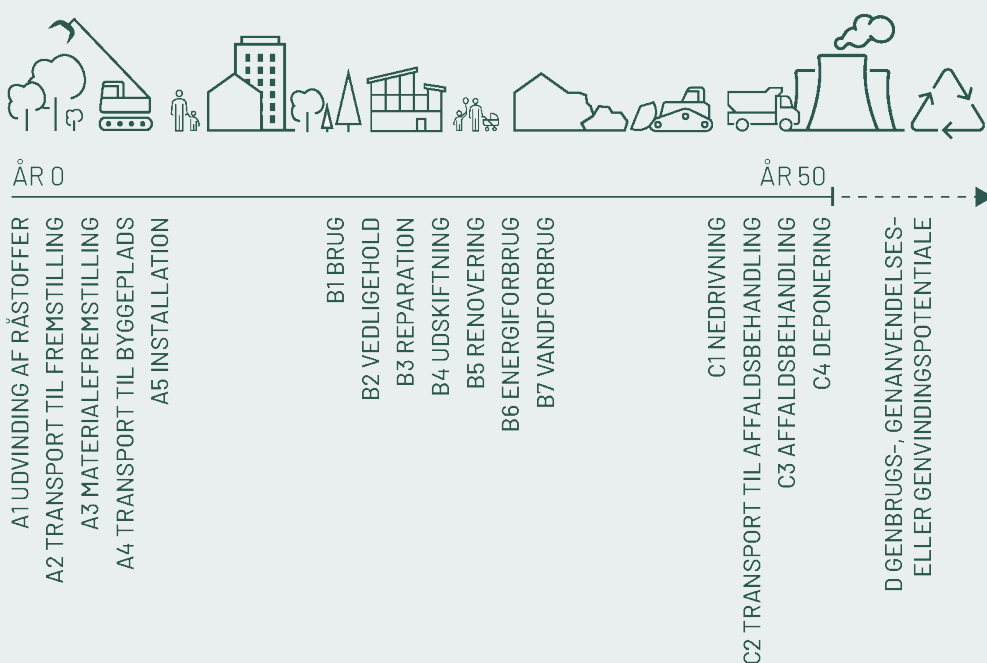 ÅR 0
ÅR 50
A1 UDVINDING AF RÅSTOFFER
A2 TRANSPORT TIL FREMSTILLING
A3 MATERIALEFREMSTILLING
A4 TRANSPORT TIL BYGGEPLADS
A5 INSTALLATION
B1 BRUG
B2 VEDLIGEHOLD
B3 REPARATION
B4 UDSKIFTNING
B5 RENOVERING
B6 ENERGIFORBRUG
B7 VANDFORBRUG
C1 NEDRIVNING
C2 TRANSPORT TIL AFFALDSBEHANDLING
C3 AFFALDSBEHANDLING
C4 DEPONERING
D GENBRUGS-, GENANVENDELSES-
ELLER GENVINDINGSPOTENTIALE